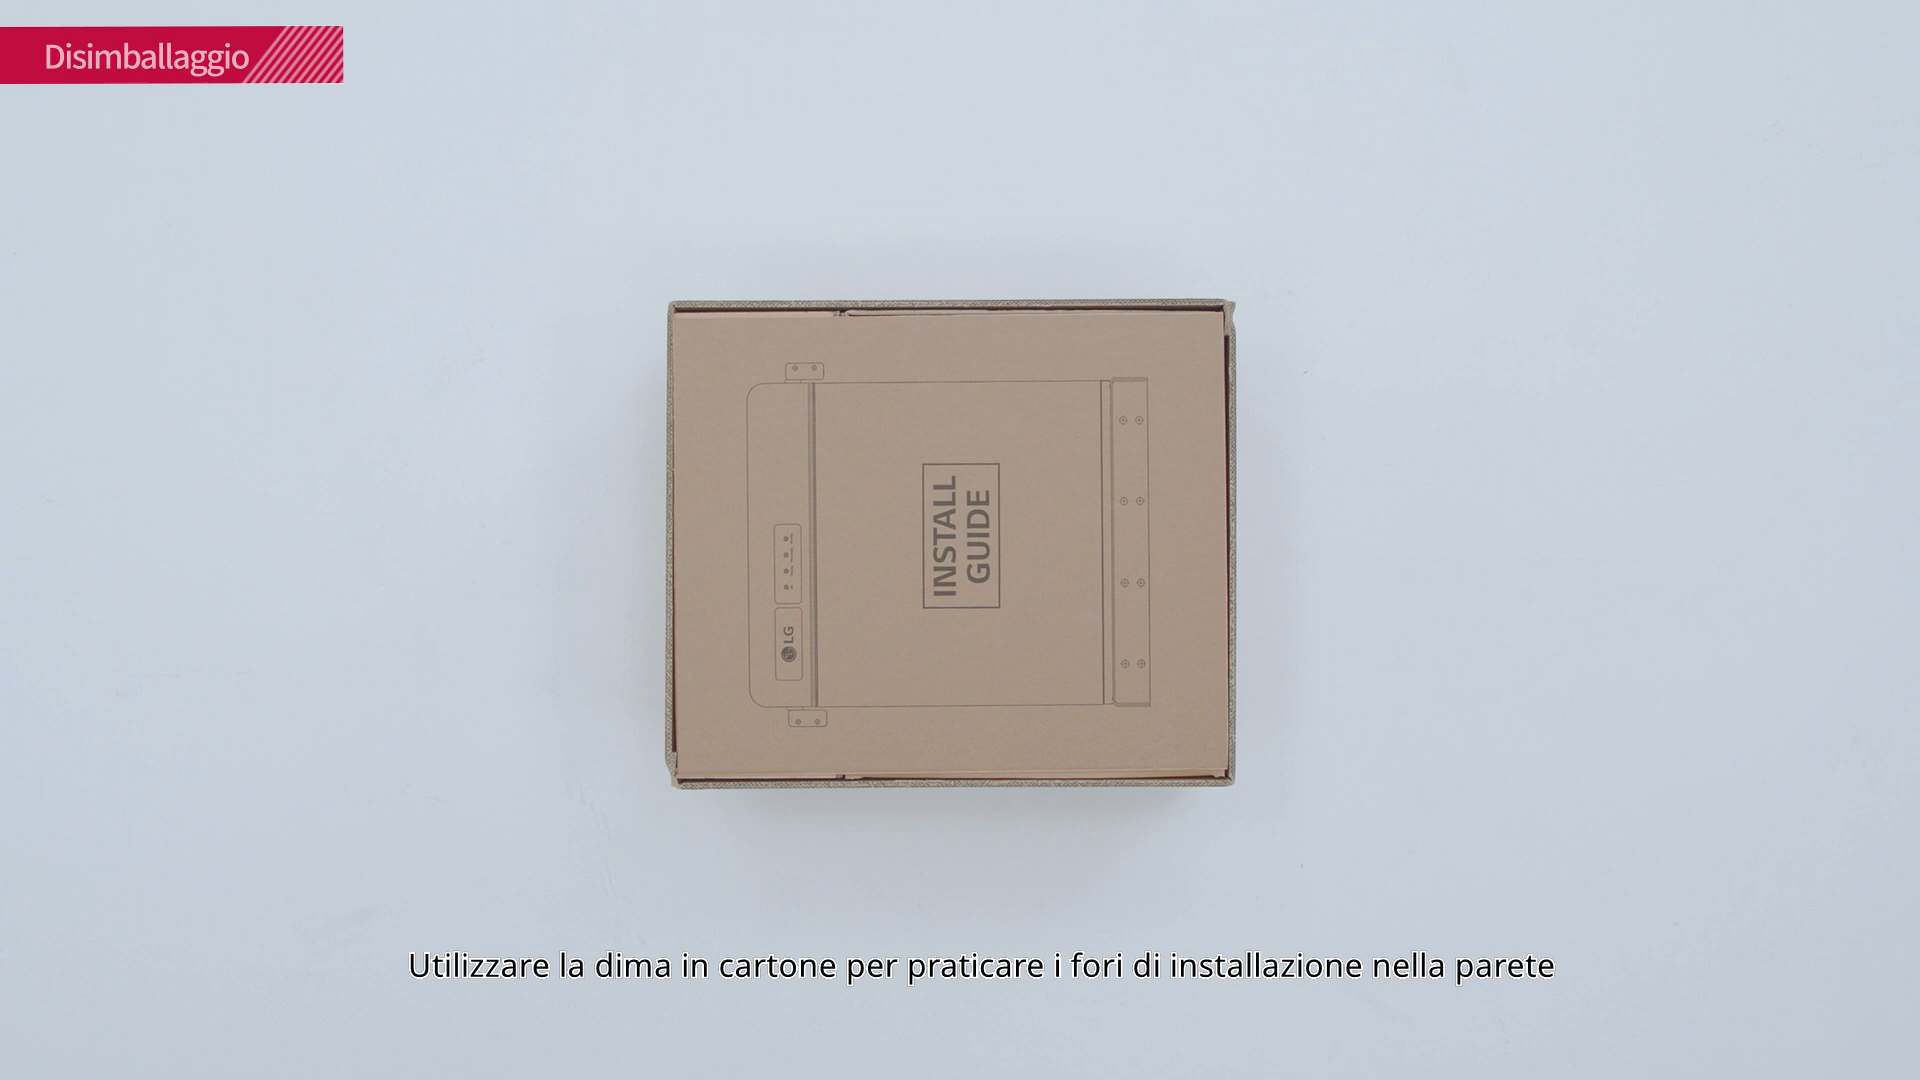 Disimballaggio
INSTALL
GUIDE
LG
Utilizzare la dima in cartone per praticare i fori di installazione nella parete